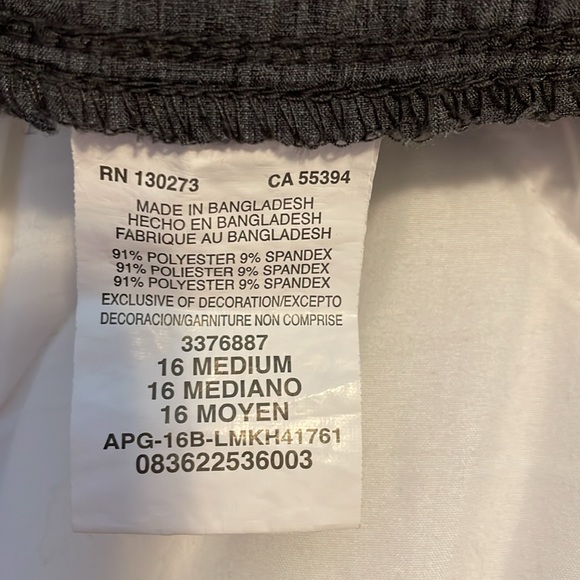 RN 130273 CA 55394
MADE IN BANGLADESH
HECHO EN BANGLADESH
FABRIQUE AU BANGLADESH
91% POLYESTER 9% SPANDEX
91% POLIESTER 9% SPANDEX
91% POLYESTER 9% SPANDEX
EXCLUSIVE OF DECORATION/EXCEPTO
DECORACION/GARNITURE NON COMPRISE
3376887
16 MEDIUM
16 MEDIANO
16 MOYEN
APG-16B-LMKH41761
083622536003